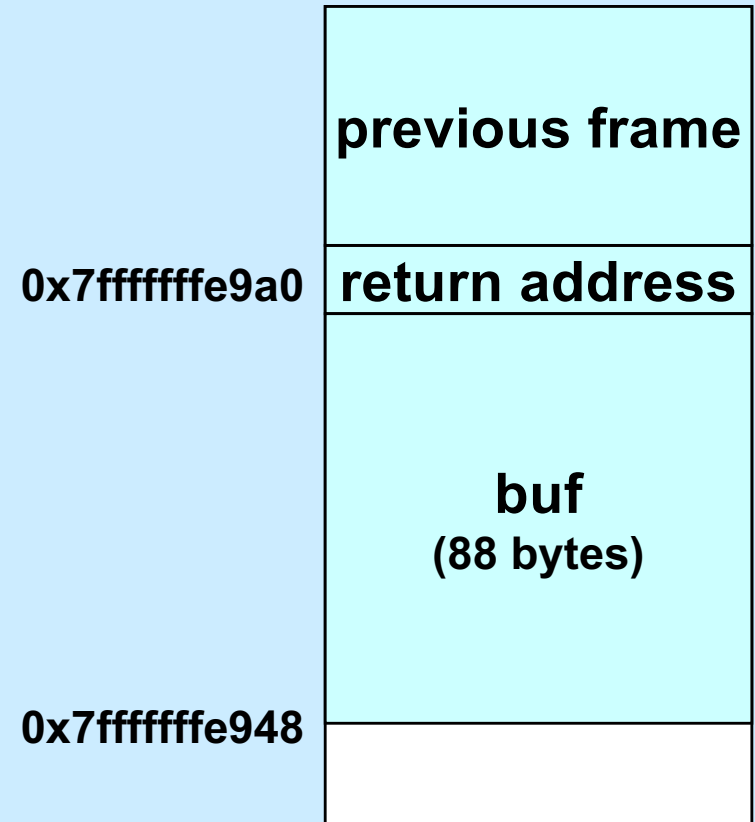 previous frame
0x7fffffffe9a0 return address
buf
(88 bytes)
0x7fffffffe948